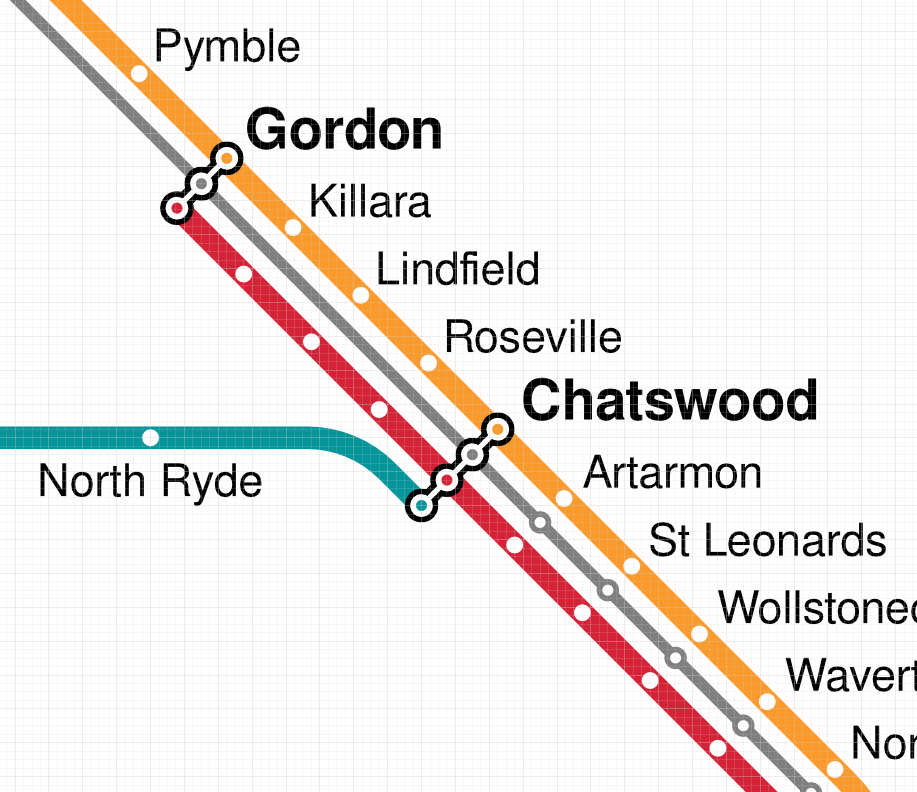 Pymble
Gordon
Killara
Lindfield
Roseville
Chatswood
North Ryde
Artarmon
St Leonards